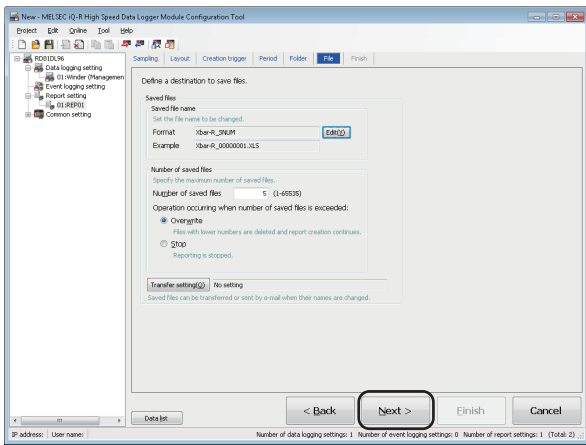 New - MELSEC iQ-R High Speed Data Logger Module Configuration Tool
Project Edit Online Tool Help
RD81DL96
Data logging setting
01:Winder (Managemen
Event logging setting
Report setting
01:REP01
Common setting
Sampling Layout Creation trigger Period Folder File Finish
Define a destination to save files.
Saved files
Saved file name
Set the file name to be changed.
Format Xbar-R_SNUM Edit(Y)
Example Xbar-R_00000001.XLS
Number of saved files
Specify the maximum number of saved files.
Number of saved files 5 (1-65535)
Operation occurring when number of saved files is exceeded:
Overwrite
Files with lower numbers are deleted and report creation continues.
Stop
Reporting is stopped.
Transfer setting(Q) No setting
Saved files can be transferred or sent by e-mail when their names are changed.
Data list < Back Next > Finish Cancel
IP address: User name: Number of data logging settings: 1 Number of event logging settings: 0 Number of report settings: 1 (Total: 2)